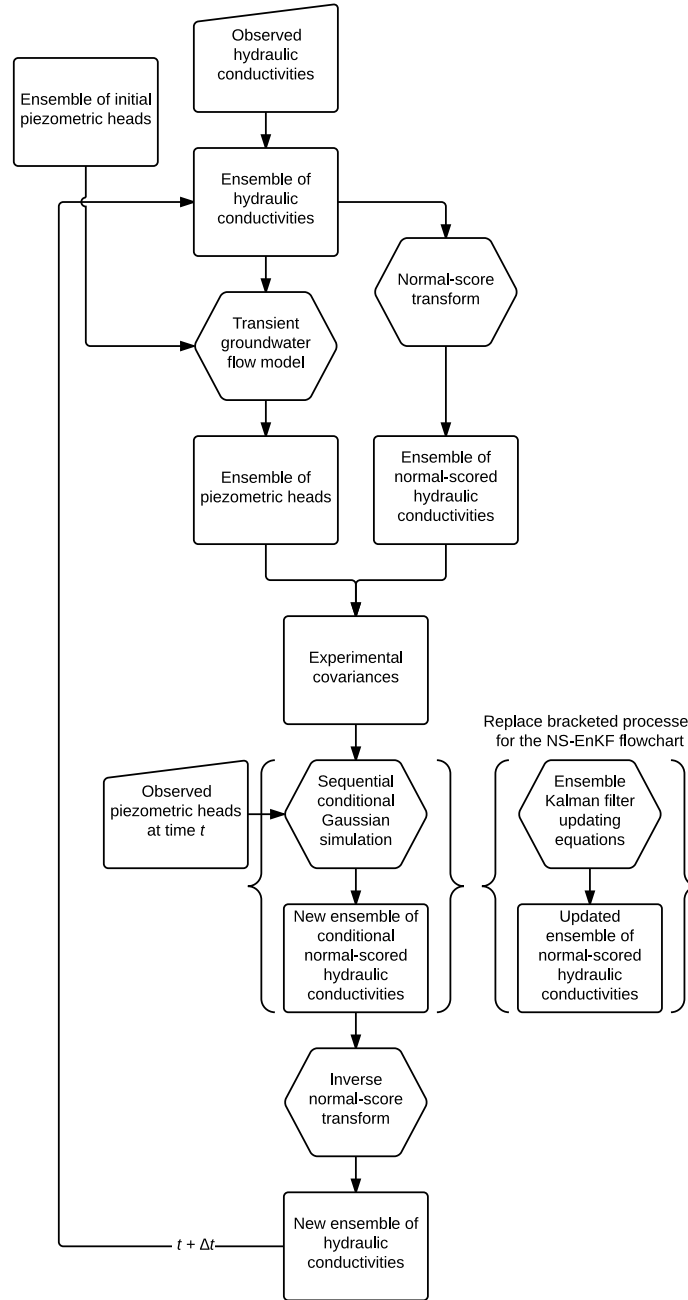 Observed
hydraulic
conductivities
Ensemble of initial
piezometric heads
Ensemble of
hydraulic
conductivities
Normal-score
transform
Transient
groundwater
flow model
Ensemble of
piezometric heads
Ensemble of
normal-scored
hydraulic
conductivities
Experimental
covariances
Replace bracketed processe
for the NS-EnKF flowchart
Observed
piezometric heads
at time t
Sequential
conditional
Gaussian
simulation
Ensemble
Kalman filter
updating
equations
New ensemble of
conditional
normal-scored
hydraulic
conductivities
Updated
ensemble of
normal-scored
hydraulic
conductivities
Inverse
normal-score
transform
New ensemble of
hydraulic
conductivities
t + Δt